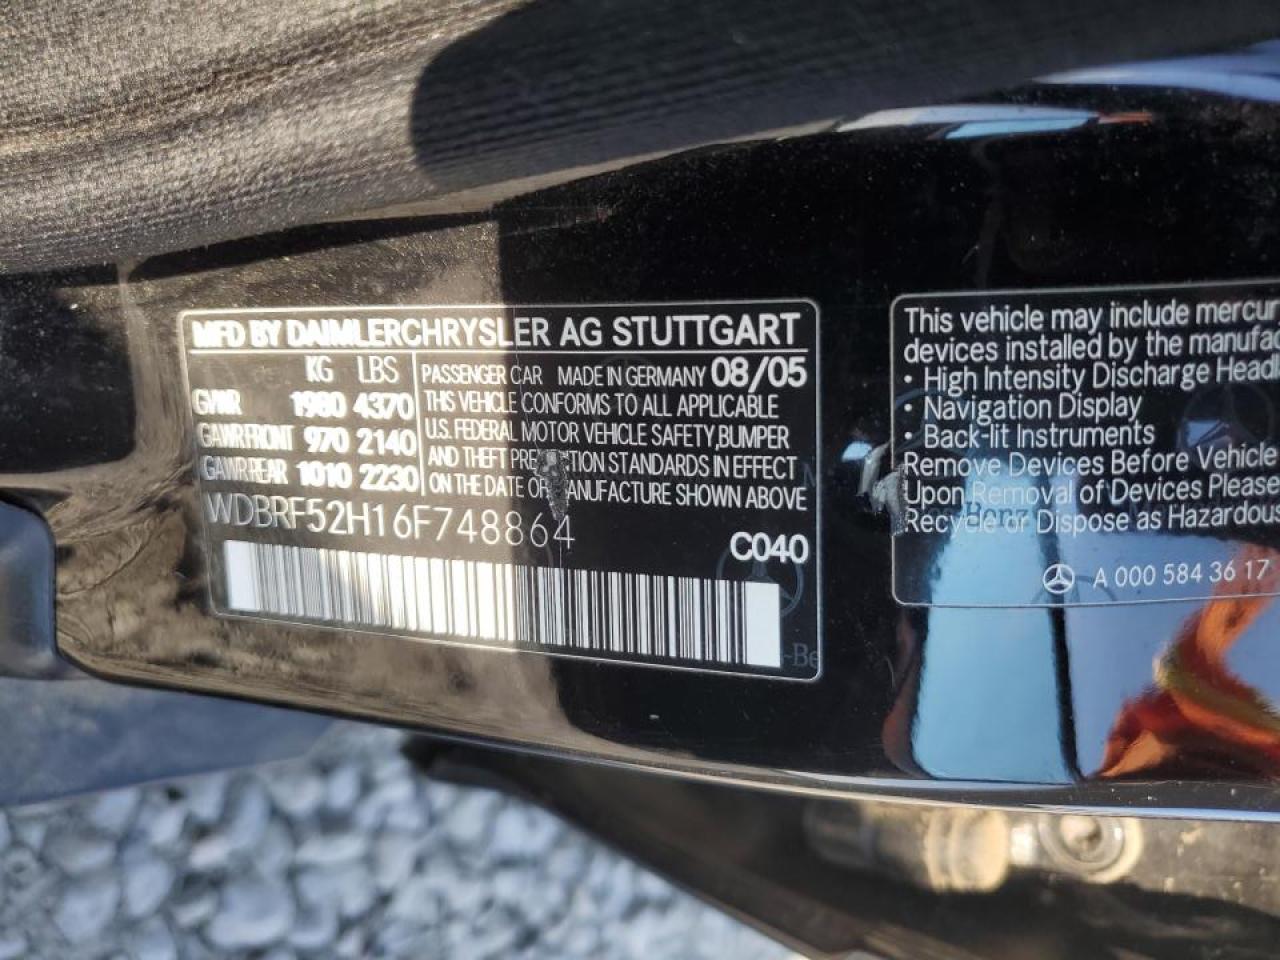 MFD BY DAIMLERCHRYSLER AG STUTTGART
KG LBS
GVWR 1980 4370
GAWR FRONT 970 2140
GAWR REAR 1010 2230
PASSENGER CAR MADE IN GERMANY 08/05
THIS VEHICLE CONFORMS TO ALL APPLICABLE
U.S. FEDERAL MOTOR VEHICLE SAFETY, BUMPER
AND THEFT STANDARDS IN EFFECT
ON THE DATE SHOWN ABOVE
WDBRF52H16F748864
C040
This vehicle may include
devices installed by the
• High Intensity Discharge
• Navigation Display
• Back-lit Instruments
Remove Devices Before Vehicle
Upon Removal of Devices Please
Recycle or Dispose as
A 000 584 36 17